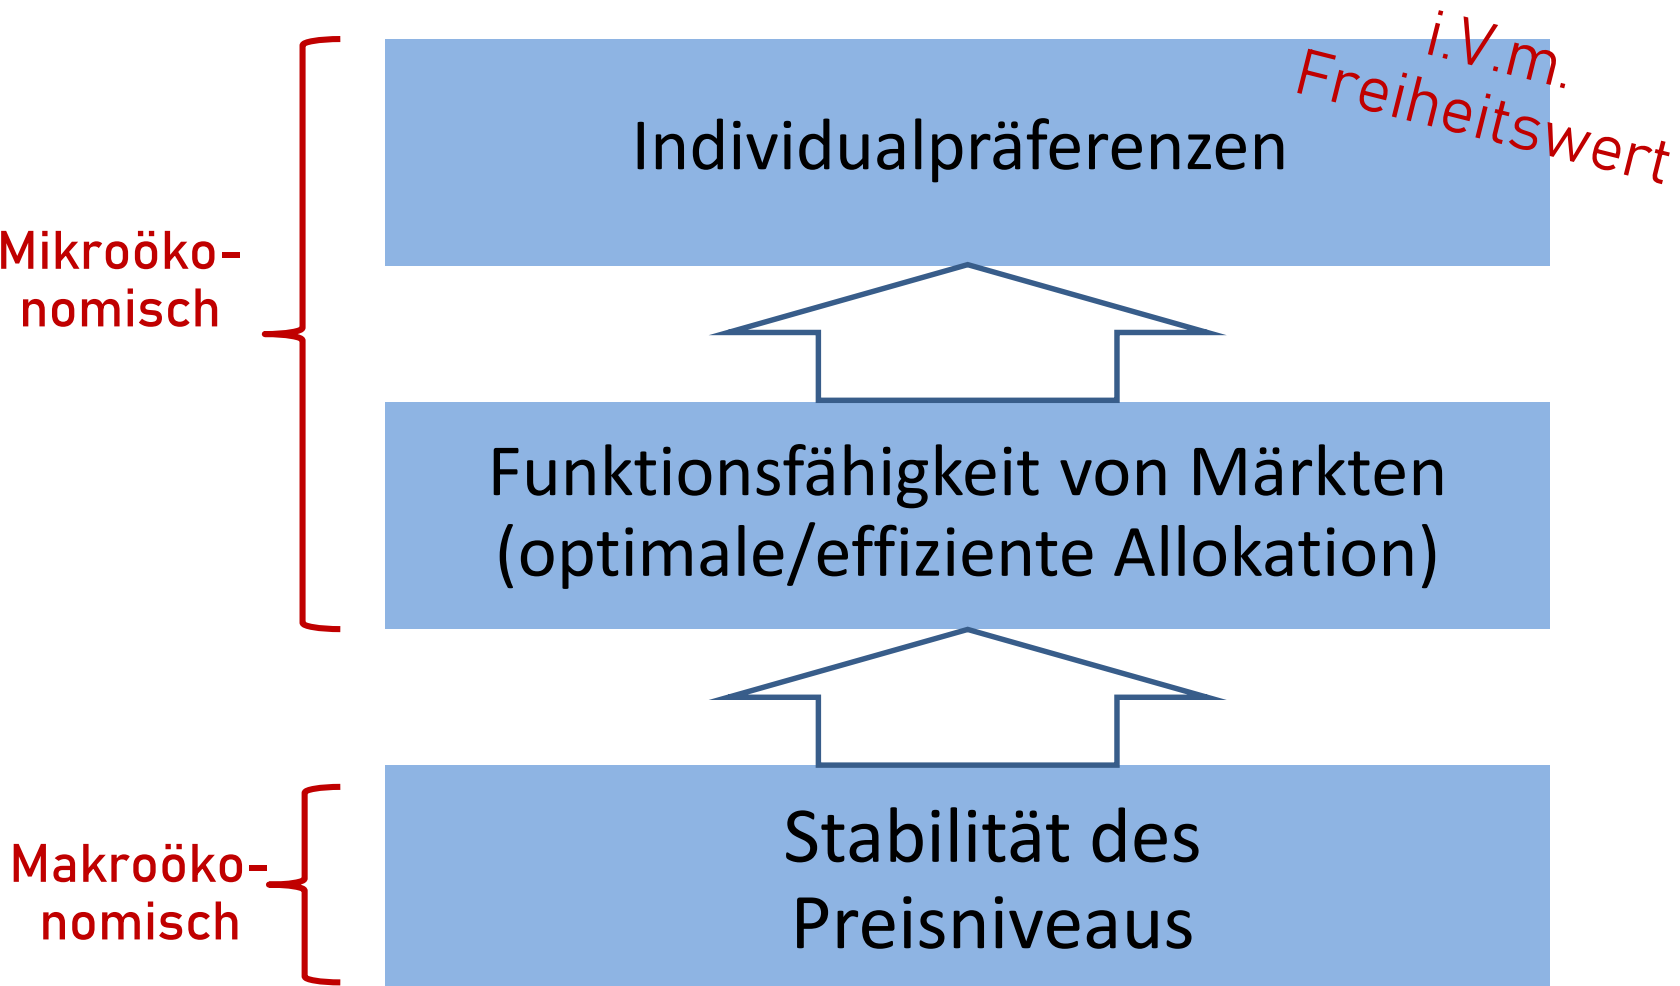 i.V.m.
Freiheitswert
Individualpräferenzen
Mikroöko-
nomisch
Funktionsfähigkeit von Märkten
(optimale/effiziente Allokation)
Stabilität des
Preisniveaus
Makroöko-
nomisch